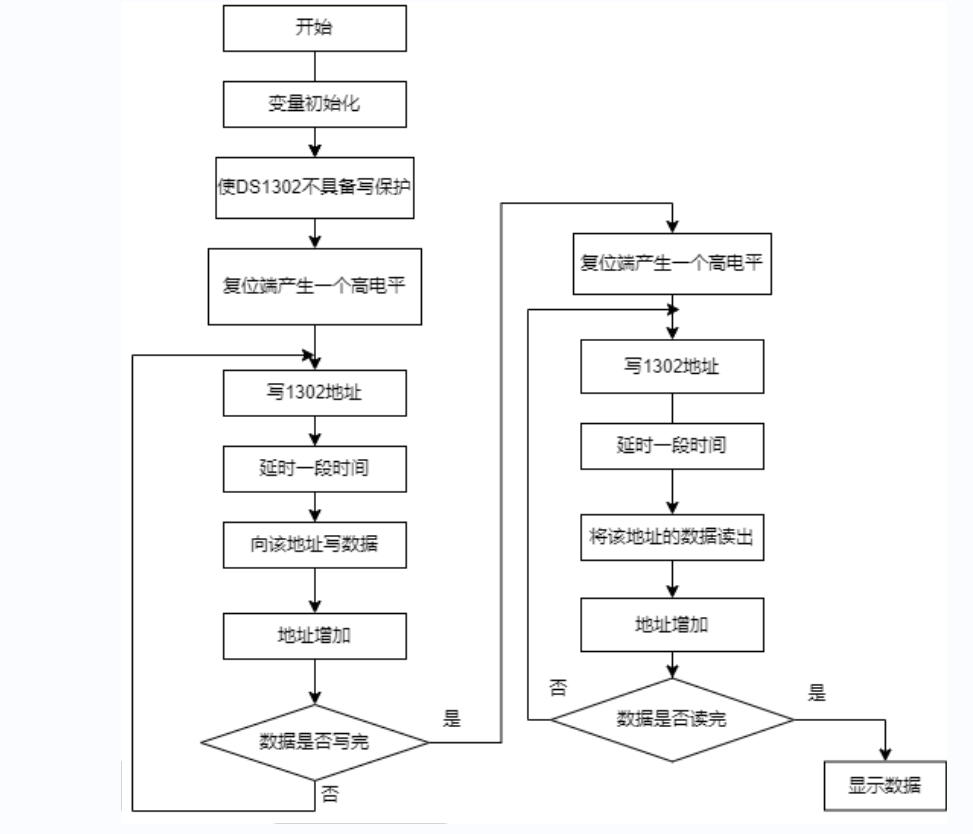 开始
变量初始化
使DS1302不具备写保护
复位端产生一个高电平
写1302地址
延时一段时间
向该地址写数据
地址增加
数据是否写完
是
否
复位端产生一个高电平
写1302地址
延时一段时间
将该地址的数据读出
地址增加
数据是否读完
否
是
显示数据